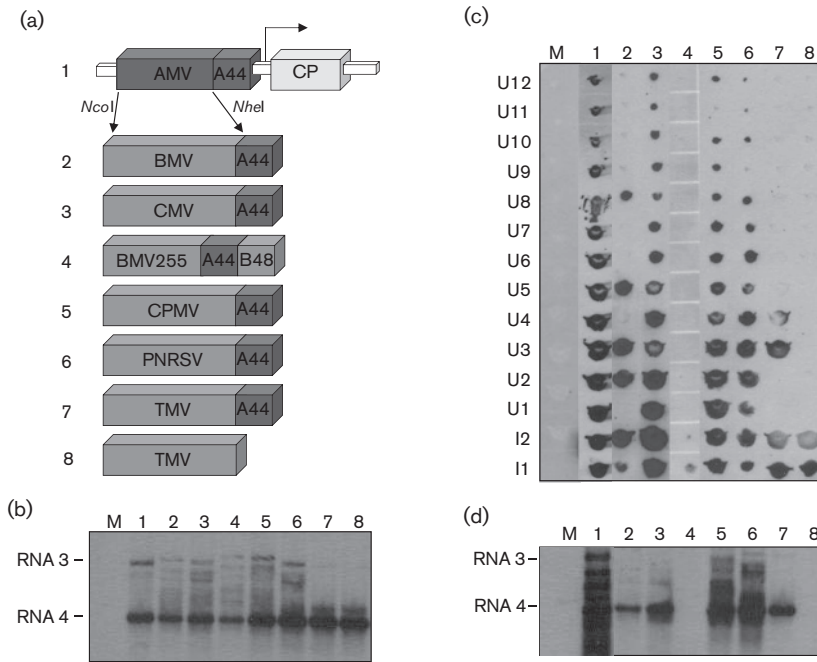 (a)
1 AMV A44 CP
NcoI NheI
2 BMV A44
3 CMV A44
4 BMV255 A44 B48
5 CPMV A44
6 PNRSV A44
7 TMV A44
8 TMV
(b)
M 1 2 3 4 5 6 7 8
RNA 3
RNA 4
(c)
M 1 2 3 4 5 6 7 8
U12
U11
U10
U9
U8
U7
U6
U5
U4
U3
U2
U1
I2
I1
(d)
M 1 2 3 4 5 6 7 8
RNA 3
RNA 4